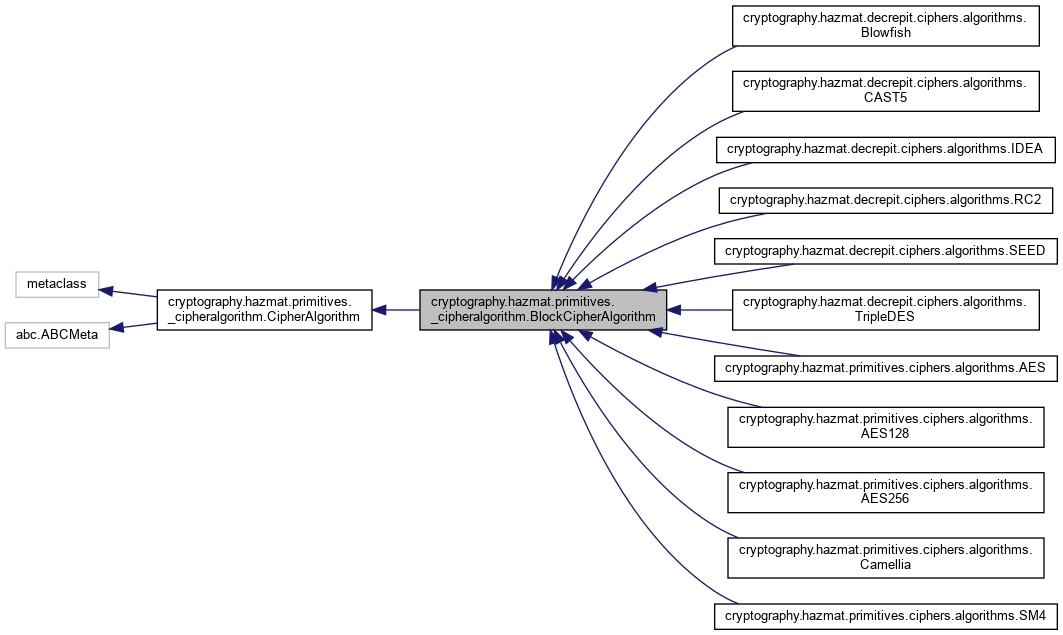 metaclass
abc.ABCMeta
cryptography.hazmat.primitives.
_cipheralgorithm.CipherAlgorithm
cryptography.hazmat.primitives.
_cipheralgorithm.BlockCipherAlgorithm
cryptography.hazmat.decrepit.ciphers.algorithms.
Blowfish
cryptography.hazmat.decrepit.ciphers.algorithms.
CAST5
cryptography.hazmat.decrepit.ciphers.algorithms.IDEA
cryptography.hazmat.decrepit.ciphers.algorithms.RC2
cryptography.hazmat.decrepit.ciphers.algorithms.SEED
cryptography.hazmat.decrepit.ciphers.algorithms.
TripleDES
cryptography.hazmat.primitives.ciphers.algorithms.AES
cryptography.hazmat.primitives.ciphers.algorithms.
AES128
cryptography.hazmat.primitives.ciphers.algorithms.
AES256
cryptography.hazmat.primitives.ciphers.algorithms.
Camellia
cryptography.hazmat.primitives.ciphers.algorithms.SM4